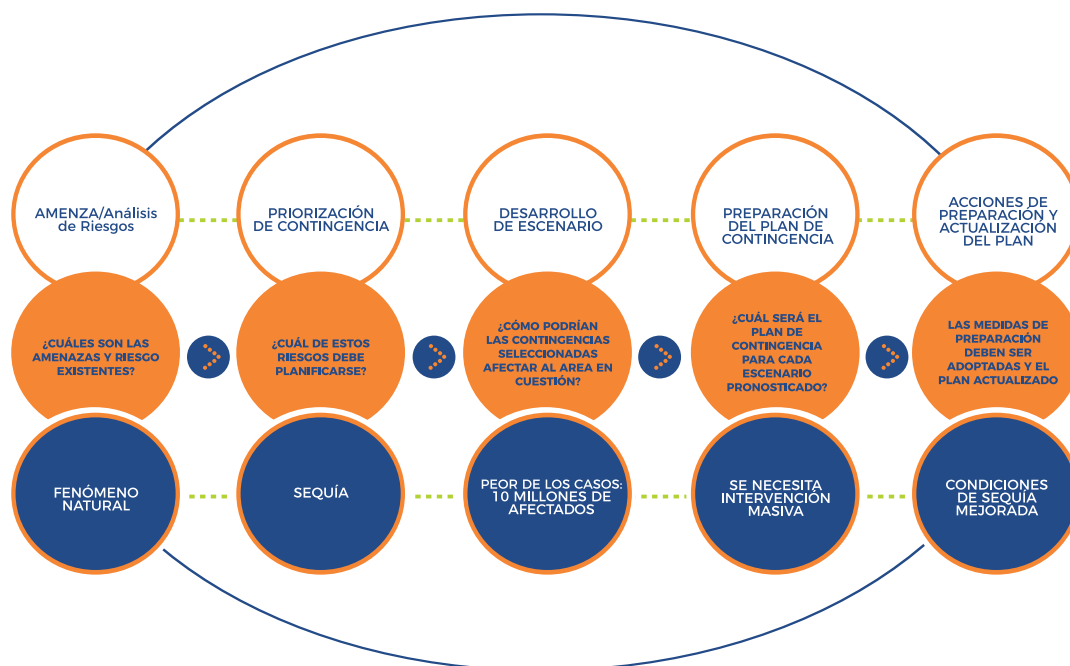 AMENZA/Análisis
de Riesgos
PRIORIZACIÓN
DE CONTINGENCIA
DESARROLLO
DE ESCENARIO
PREPARACIÓN
DEL PLAN DE
CONTINGENCIA
ACCIONES DE
PREPARACIÓN Y
ACTUALIZACIÓN
DEL PLAN
¿CUÁLES SON LAS
AMENAZAS Y RIESGO
EXISTENTES?
¿CUÁL DE ESTOS
RIESGOS DEBE
PLANIFICARSE?
¿CÓMO PODRÍAN
LAS CONTINGENCIAS
SELECCIONADAS
AFECTAR AL AREA EN
CUESTIÓN?
¿CUÁL SERÁ EL
PLAN DE
CONTINGENCIA
PARA CADA
ESCENARIO
PRONOSTICADO?
LAS MEDIDAS DE
PREPARACIÓN
DEBEN SER
ADOPTADAS Y EL
PLAN ACTUALIZADO
FENÓMENO
NATURAL
SEQUÍA
PEOR DE LOS CASOS:
10 MILLONES DE
AFECTADOS
SE NECESITA
INTERVENCIÓN
MASIVA
CONDICIONES
DE SEQUÍA
MEJORADA